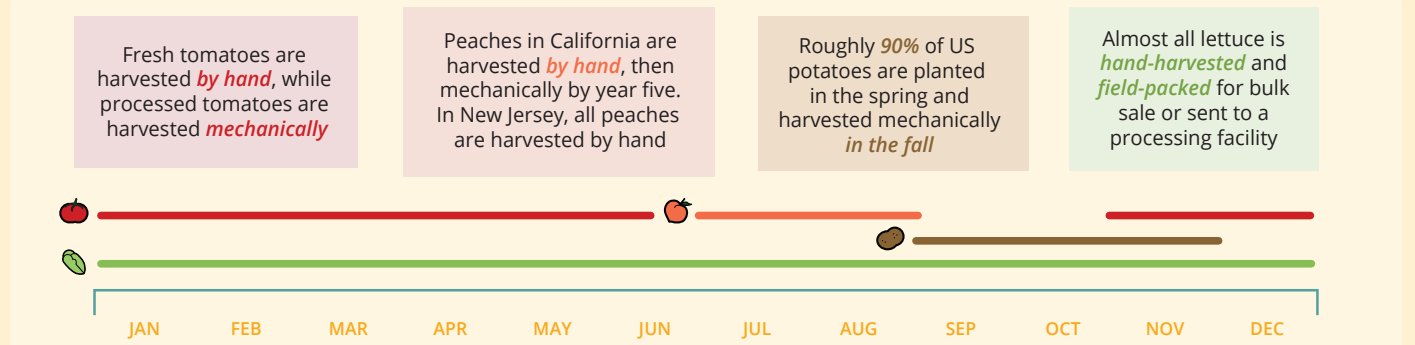 Fresh tomatoes are
harvested by hand, while
processed tomatoes are
harvested mechanically
Peaches in California are
harvested by hand, then
mechanically by year five.
In New Jersey, all peaches
are harvested by hand
Roughly 90% of US
potatoes are planted
in the spring and
harvested mechanically
in the fall
Almost all lettuce is
hand-harvested and
field-packed for bulk
sale or sent to a
processing facility
JAN FEB MAR APR MAY JUN JUL AUG SEP OCT NOV DEC